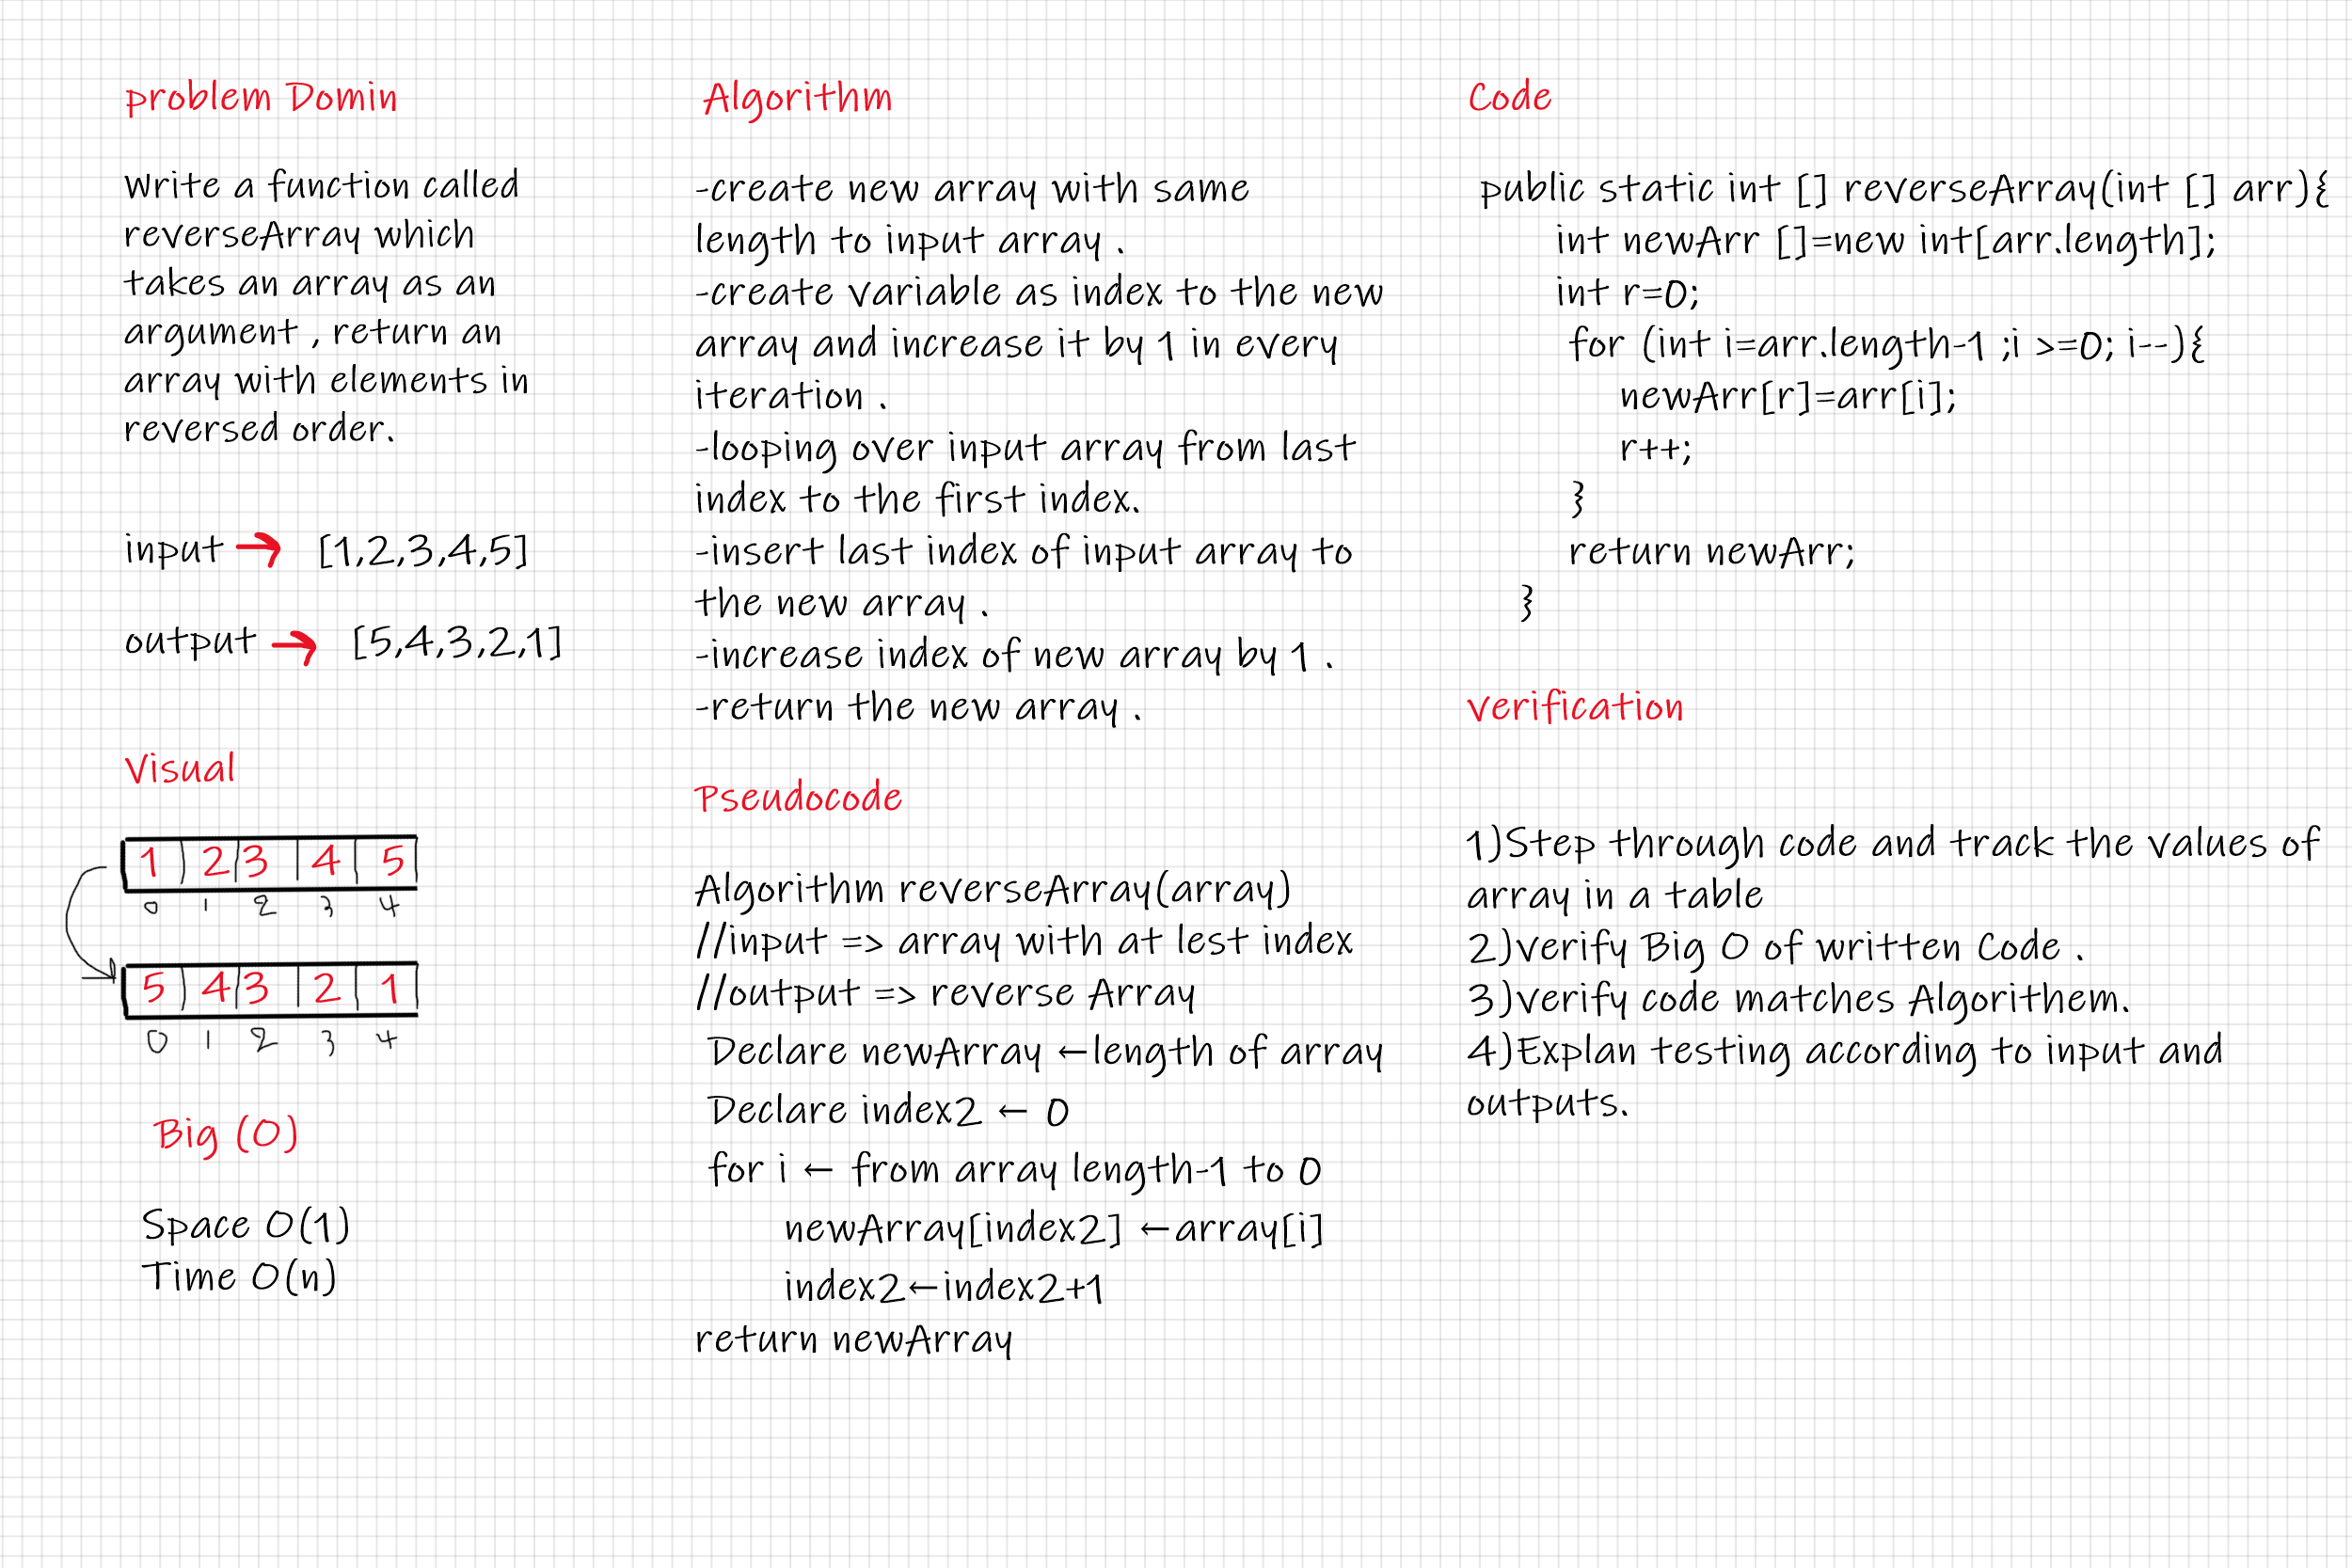 problem Domin
Write a function called
reverseArray which
takes an array as an
argument , return an
array with elements in
reversed order.
input → [1,2,3,4,5]
output → [5,4,3,2,1]
Visual
1 2 3 4 5
0 1 2 3 4
5 4 3 2 1
0 1 2 3 4
Big (O)
Space O(1)
Time O(n)
Algorithm
-create new array with same
length to input array .
-create variable as index to the new
array and increase it by 1 in every
iteration .
-looping over input array from last
index to the first index.
-insert last index of input array to
the new array .
-increase index of new array by 1 .
-return the new array .
Pseudocode
Algorithm reverseArray(array)
//input => array with at lest index
//output => reverse Array
Declare newArray ←length of array
Declare index2 ← 0
for i ← from array length-1 to 0
newArray[index2] ←array[i]
index2←index2+1
return newArray
Code
public static int [] reverseArray(int [] arr){
int newArr []=new int[arr.length];
int r=0;
for (int i=arr.length-1 ;i >=0; i--){
newArr[r]=arr[i];
r++;
}
return newArr;
}
verification
1)Step through code and track the values of
array in a table
2)verify Big O of written Code .
3)verify code matches Algorithem.
4)Explan testing according to input and
outputs.